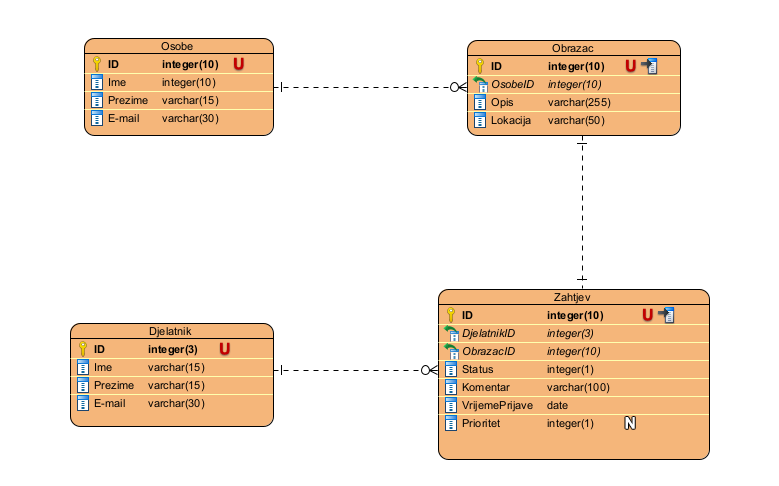 Osobe
ID integer(10) U
Ime integer(10)
Prezime varchar(15)
E-mail varchar(30)
Obrazac
ID integer(10) U
OsobeID integer(10)
Opis varchar(255)
Lokacija varchar(50)
Djelatnik
ID integer(3) U
Ime varchar(15)
Prezime varchar(15)
E-mail varchar(30)
Zahtjev
ID integer(10) U
DjelatnikID integer(3)
ObrazacID integer(10)
Status integer(1)
Komentar varchar(100)
VrijemePrijave date
Prioritet integer(1) N